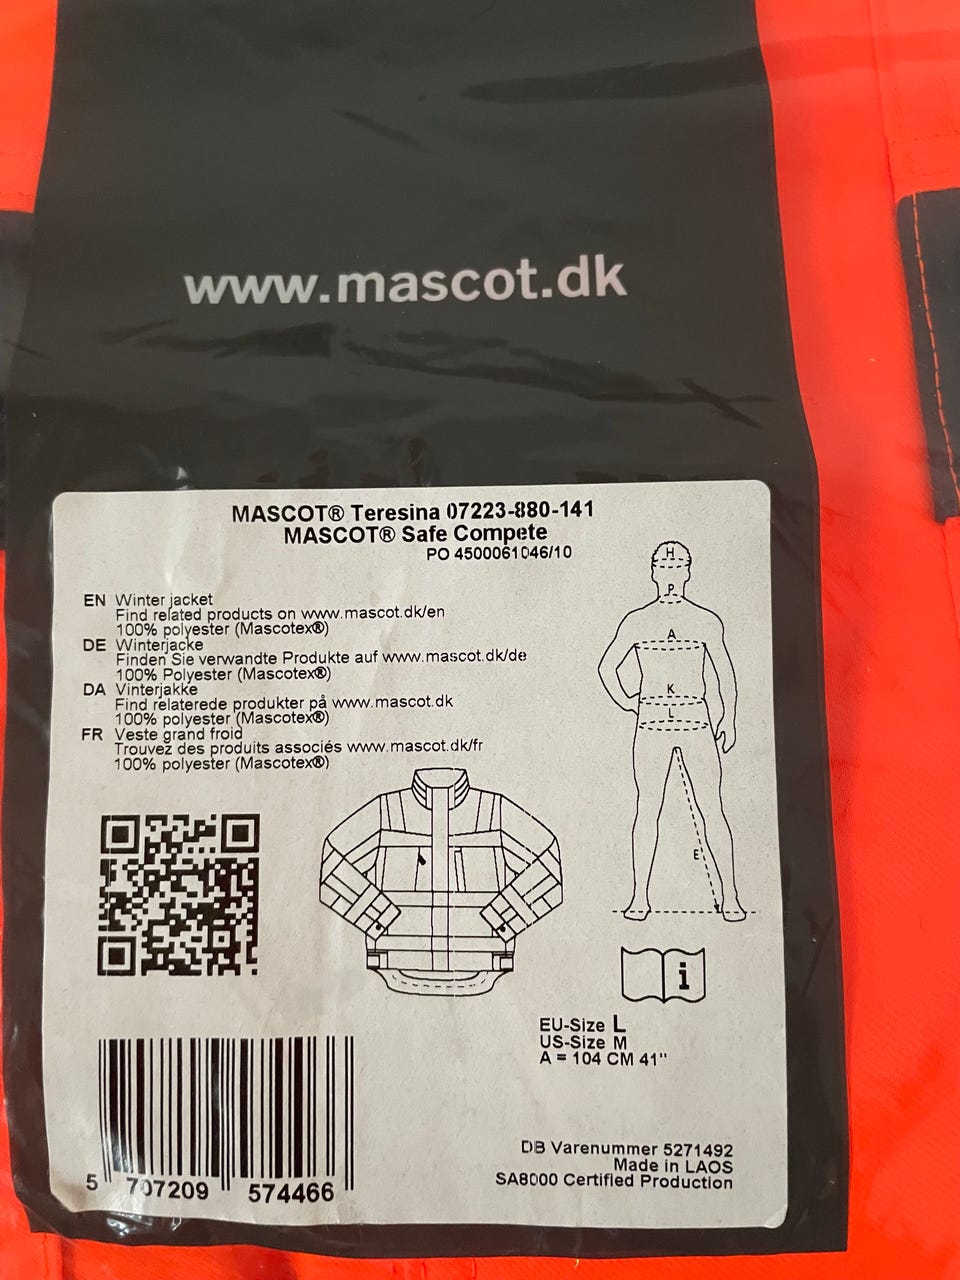 www.mascot.dk
MASCOT® Teresina 07223-880-141
MASCOT® Safe Compete
PO 4500061046/10
EN Winter jacket
Find related products on www.mascot.dk/en
100% polyester (Mascotex®)
DE Winterjacke
Finden Sie verwandte Produkte auf www.mascot.dk/de
100% Polyester (Mascotex®)
DA Vinterjakke
Find relaterede produkter på www.mascot.dk
100% polyester (Mascotex®)
FR Veste grand froid
Trouvez des produits associés www.mascot.dk/fr
100% polyester (Mascotex®)
H
P
A
K
L
E
i
EU-Size L
US-Size M
A = 104 CM 41"
DB Varenummer 5271492
Made in LAOS
SA8000 Certified Production
5 707209 574466